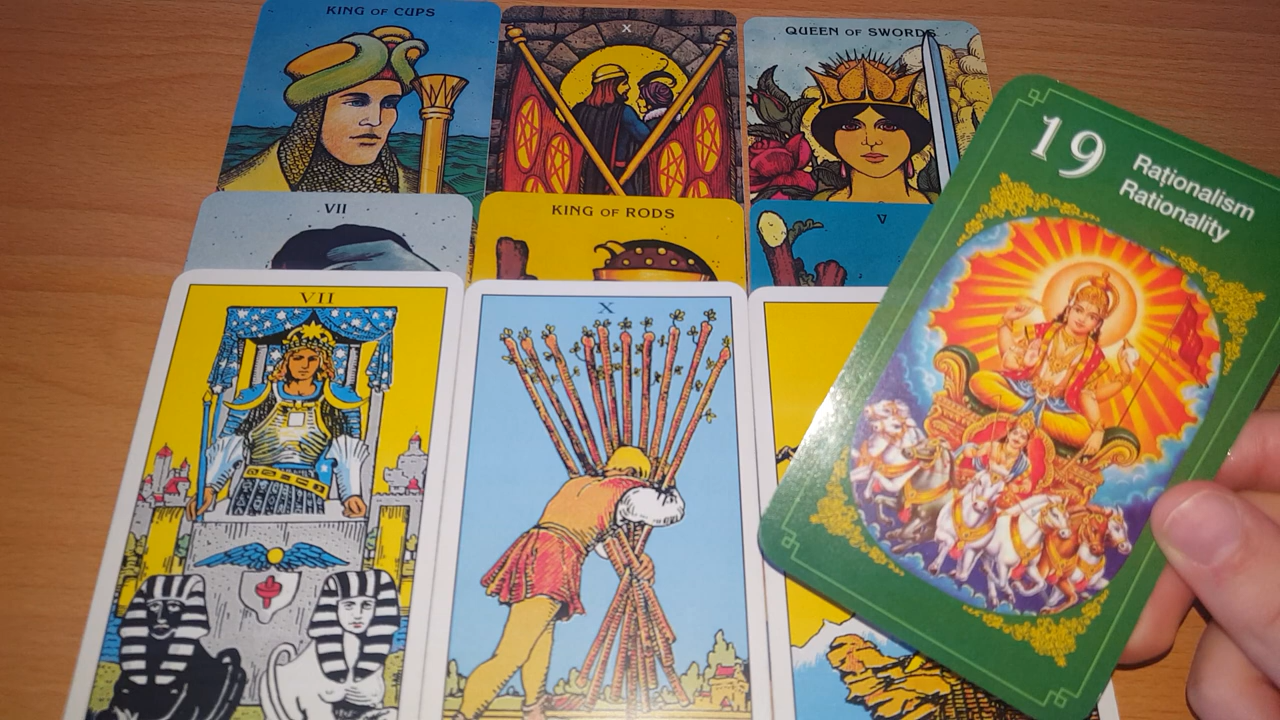 KING OF CUPS
X
QUEEN OF SWORDS
VII
KING OF RODS
V
VII
X
19
Rationalism
Rationality